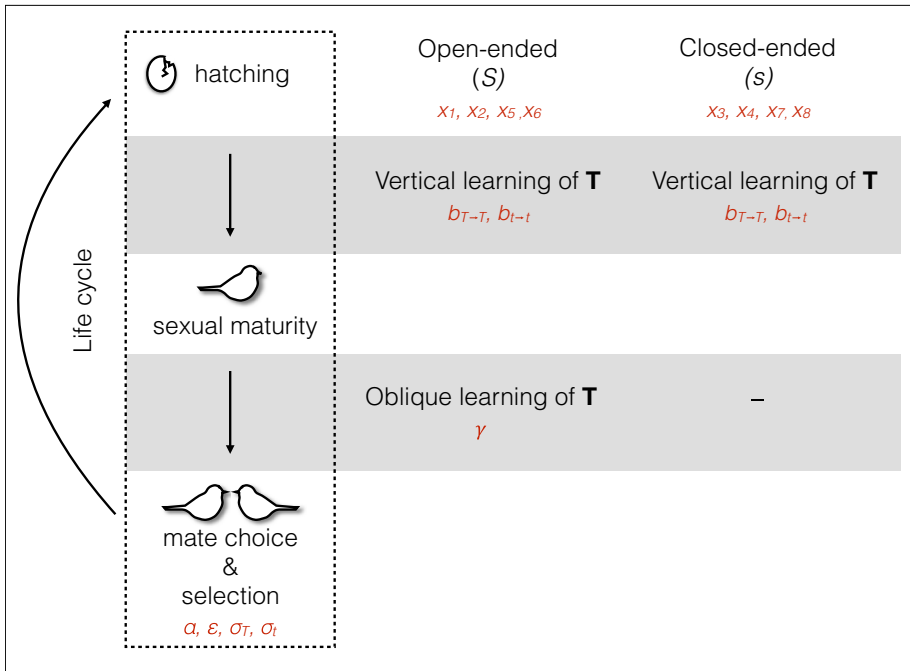 hatching
Open-ended
(S)
x1, x2, x5 ,x6
Closed-ended
(s)
x3, x4, x7, x8
Vertical learning of T
bT→T, bt→t
Vertical learning of T
bT→T, bt→t
Life cycle
sexual maturity
Oblique learning of T
γ
–
mate choice
&
selection
α, ε, σT, σt